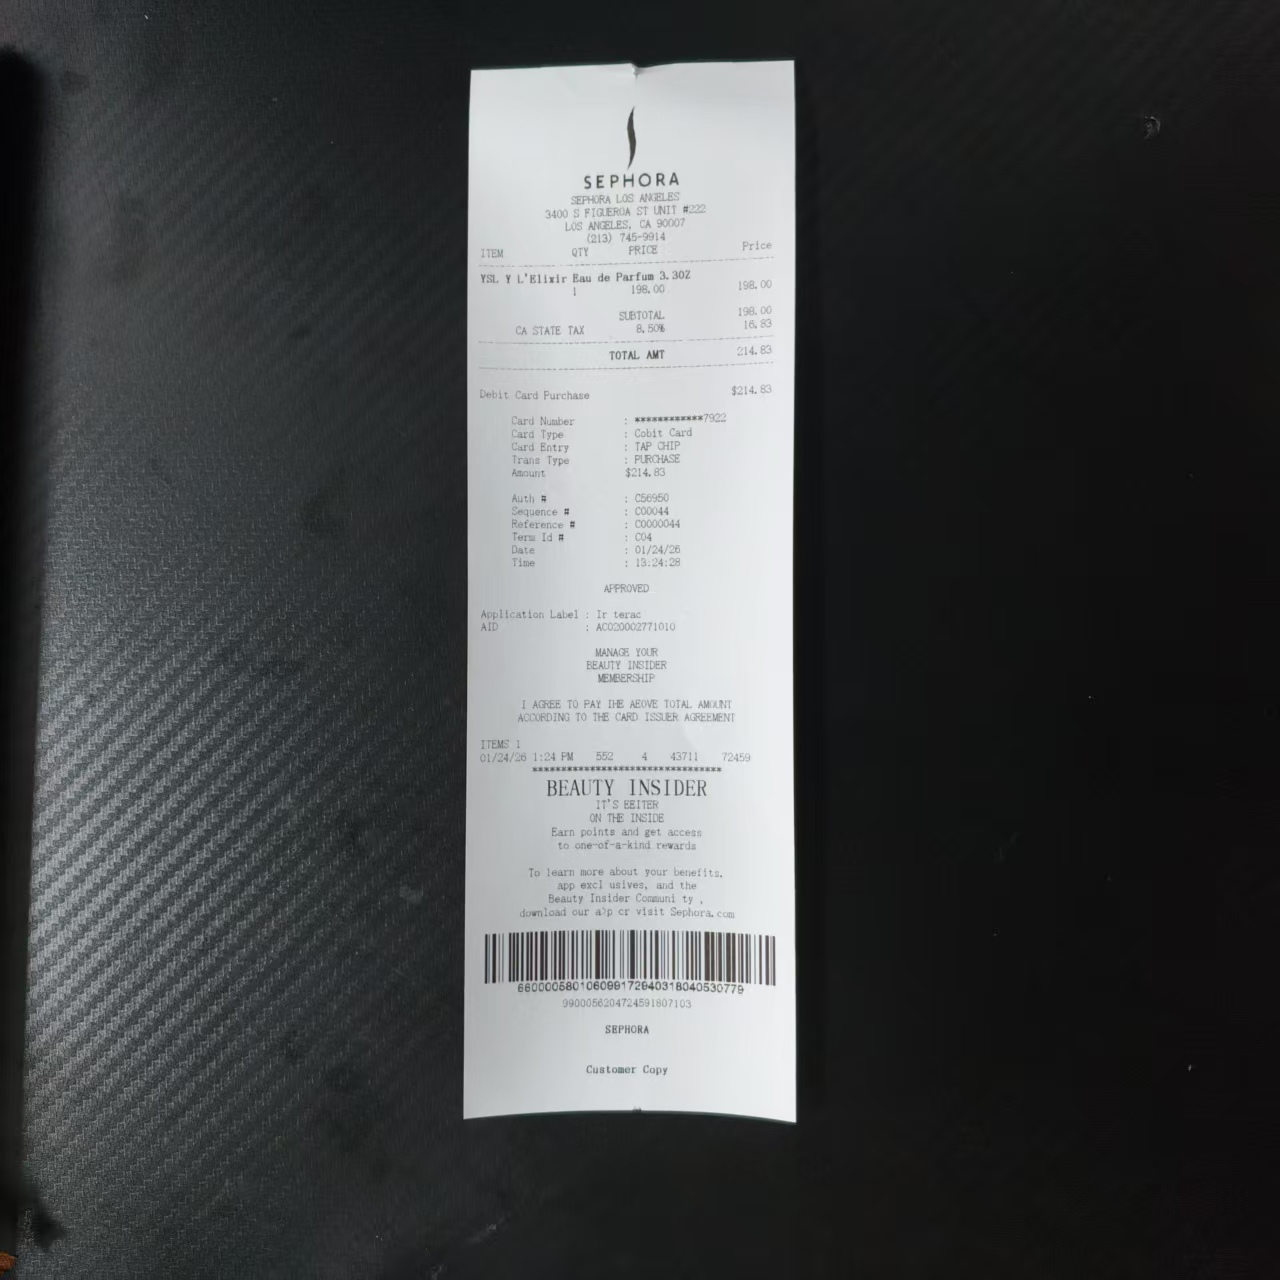 SEPHORA
SEPHORA LOS ANGELES
3400 S FIGUEROA ST UNIT #222
LOS ANGELES, CA 90007
(213) 745-9914
ITEM QTY PRICE Price
YSL Y L'Elixir Eau de Parfum 3.3OZ
1 198.00 198.00
SUBTOTAL 198.00
CA STATE TAX 8.50% 16.83
TOTAL AMT 214.83
Debit Card Purchase $214.83
Card Number : ************7922
Card Type : Cobit Card
Card Entry : TAP CHIP
Trans Type : PURCHASE
Amount $214.83
Auth # : C56950
Sequence # : C00044
Reference # : C0000044
Term Id # : C04
Date : 01/24/26
Time : 13:24:28
APPROVED
Application Label : Ir terac
AID : AC020002771010
MANAGE YOUR
BEAUTY INSIDER
MEMBERSHIP
I AGREE TO PAY IHE AEOVE TOTAL AMOUNT
ACCORDING TO THE CARD ISSUER AGREEMENT
ITEMS 1
01/24/26 1:24 PM 552 4 43711 72459
*********************************
BEAUTY INSIDER
IT'S EEITER
ON THE INSIDE
Earn points and get access
to one-of-a-kind rewards
To learn more about your benefits,
app excl usives, and the
Beauty Insider Communi ty ,
download our a>p cr visit Sephora.com
660000580106099172940318040530779
9900056204724591807103
SEPHORA
Customer Copy